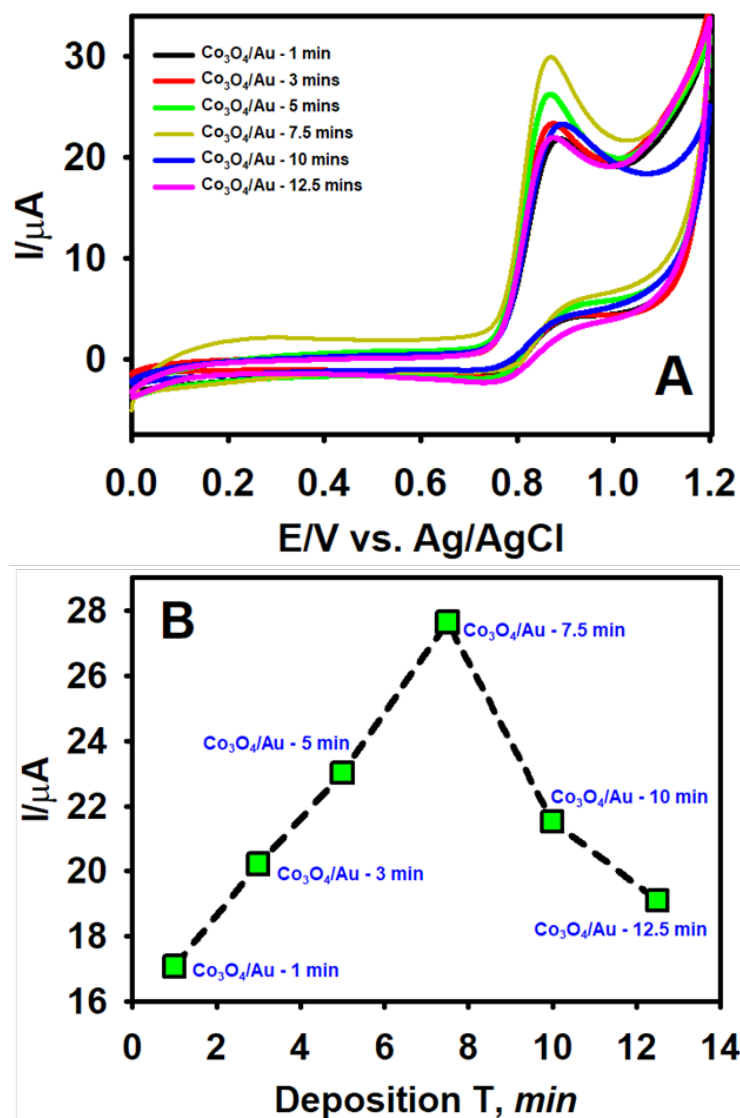 Co₃O₄/Au - 1 min
Co₃O₄/Au - 3 mins
Co₃O₄/Au - 5 mins
Co₃O₄/Au - 7.5 mins
Co₃O₄/Au - 10 mins
Co₃O₄/Au - 12.5 mins
I/μA
30
20
10
0
A
0.0 0.2 0.4 0.6 0.8 1.0 1.2
E/V vs. Ag/AgCl
B
I/μA
28
26
24
22
20
18
16
Co₃O₄/Au - 7.5 min
Co₃O₄/Au - 5 min
Co₃O₄/Au - 10 min
Co₃O₄/Au - 3 min
Co₃O₄/Au - 12.5 min
Co₃O₄/Au - 1 min
0 2 4 6 8 10 12 14
Deposition T, min